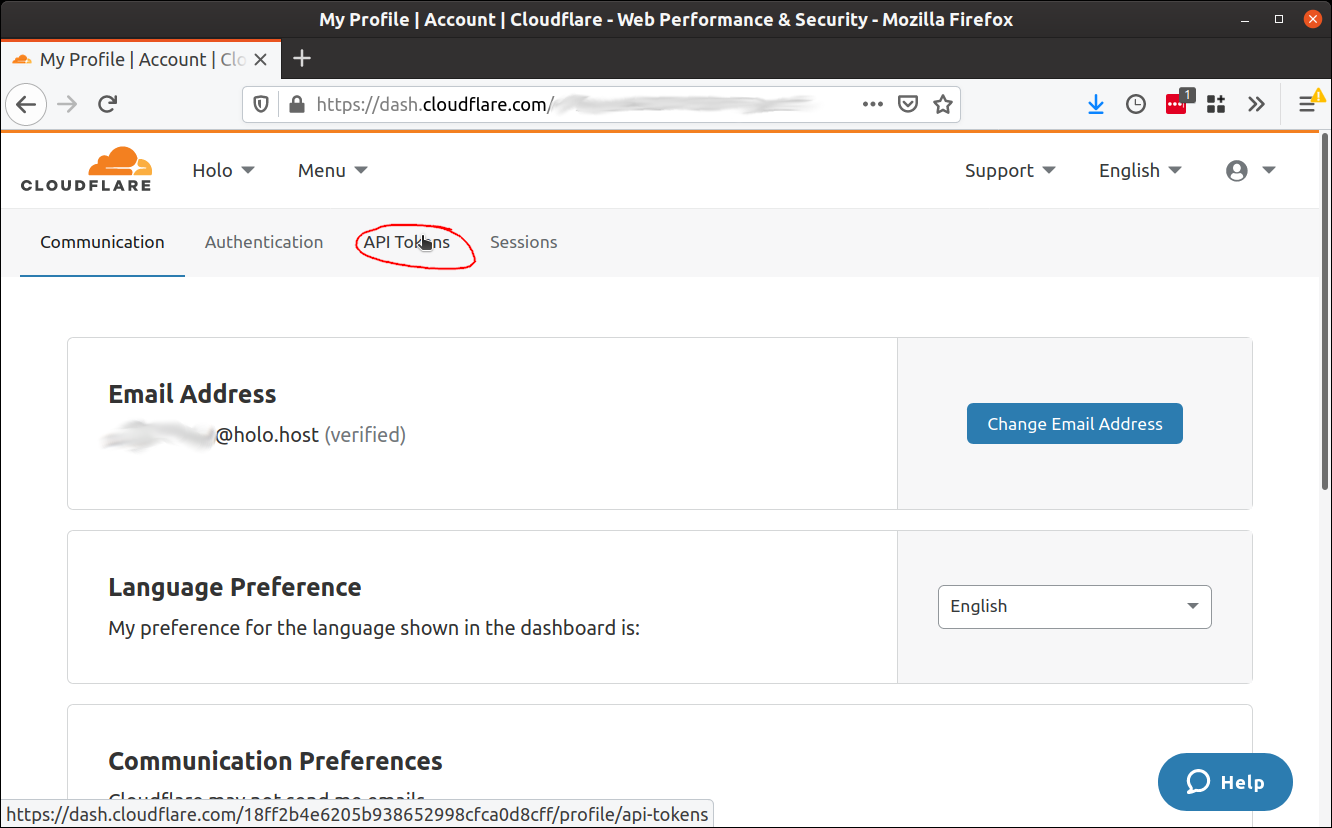 My Profile | Account | Cloudflare - Web Performance & Security - Mozilla Firefox
My Profile | Account | Clo
https://dash.cloudflare.com/
1
CLOUDFLARE Holo Menu Support English
Communication Authentication API Tokens Sessions
Email Address
@holo.host (verified)
Change Email Address
Language Preference
My preference for the language shown in the dashboard is:
English
Communication Preferences
Cloudflare may not send me emails
Help
https://dash.cloudflare.com/18ff2b4e6205b938652998cfca0d8cff/profile/api-tokens